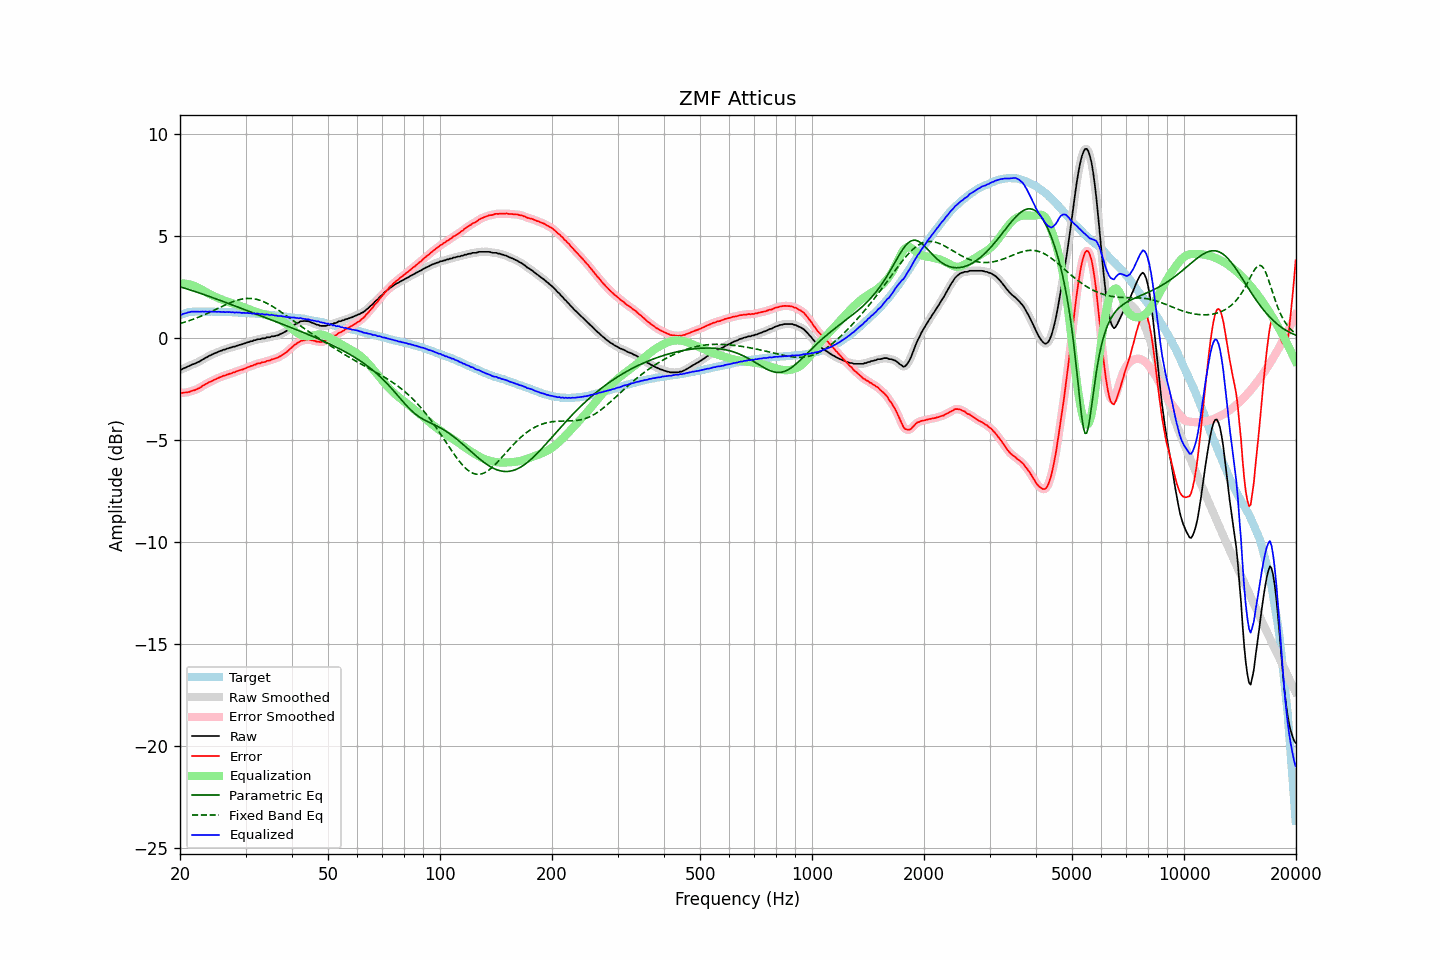 ZMF Atticus
Amplitude (dBr)
10
5
0
−5
−10
−15
−20
−25
Target
Raw Smoothed
Error Smoothed
Raw
Error
Equalization
Parametric Eq
Fixed Band Eq
Equalized
20 50 100 200 500 1000 2000 5000 10000 20000
Frequency (Hz)